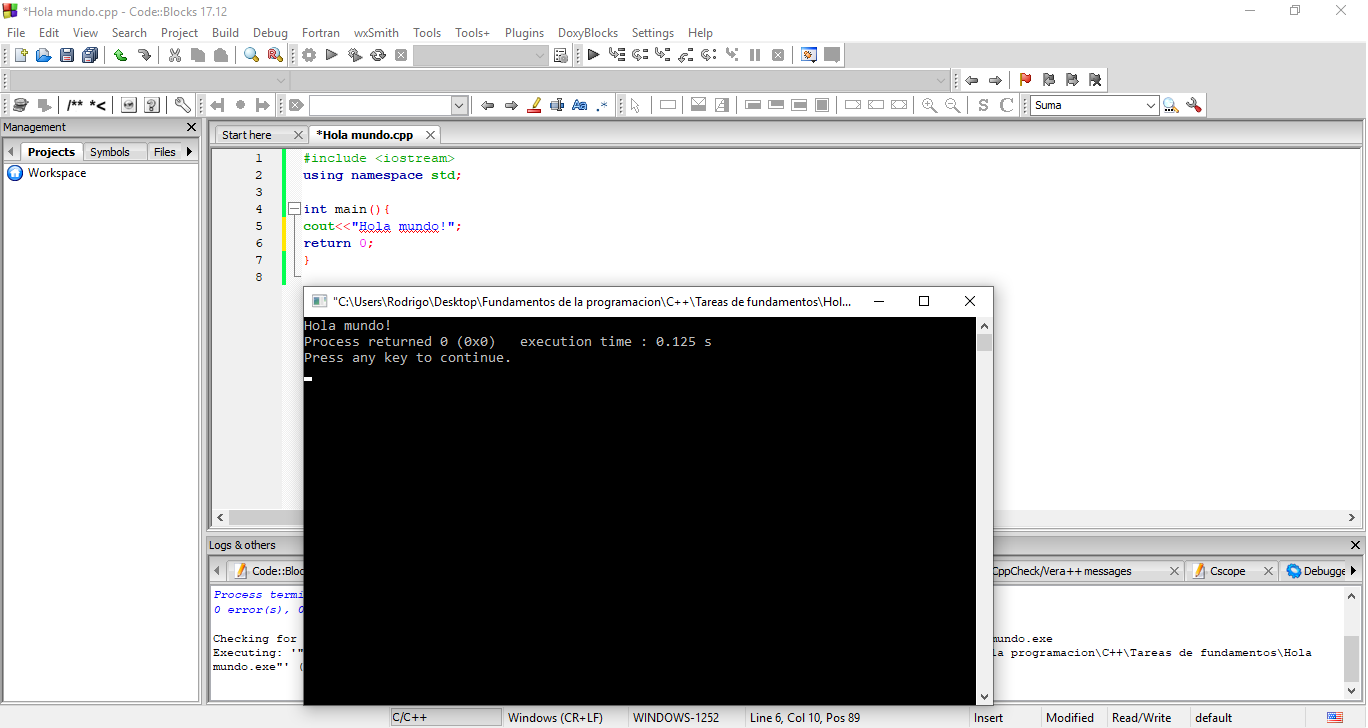 *Hola mundo.cpp - Code::Blocks 17.12
File Edit View Search Project Build Debug Fortran wxSmith Tools Tools+ Plugins DoxyBlocks Settings Help
/** *< Aa .* S C Suma
Management
Projects Symbols Files
Workspace
Start here *Hola mundo.cpp
1 #include <iostream>
2 using namespace std;
3
4 int main(){
5 cout<<"Hola mundo!";
6 return 0;
7 }
8
"C:\Users\Rodrigo\Desktop\Fundamentos de la programacion\C++\Tareas de fundamentos\Hol...
Hola mundo!
Process returned 0 (0x0)   execution time : 0.125 s
Press any key to continue.
Logs & others
Code::Bloc CppCheck/Vera++ messages Cscope Debugge
Process termi
0 error(s), 0
Checking for mundo.exe
Executing: '" la programacion\C++\Tareas de fundamentos\Hola
mundo.exe"' (
C/C++ Windows (CR+LF) WINDOWS-1252 Line 6, Col 10, Pos 89 Insert Modified Read/Write default